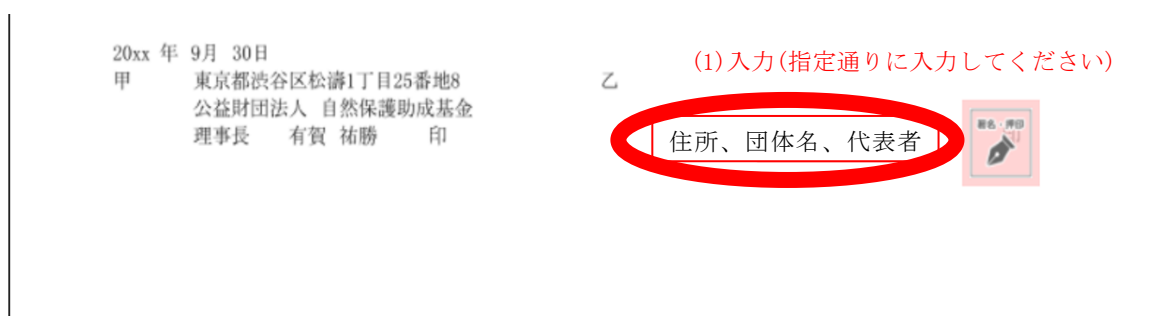 20xx 年 9月 30日
甲 東京都渋谷区松濤1丁目25番地8
公益財団法人 自然保護助成基金
理事長 有賀 祐勝 印
(1)入力(指定通りに入力してください)
乙
住所、団体名、代表者
署名・押印
印